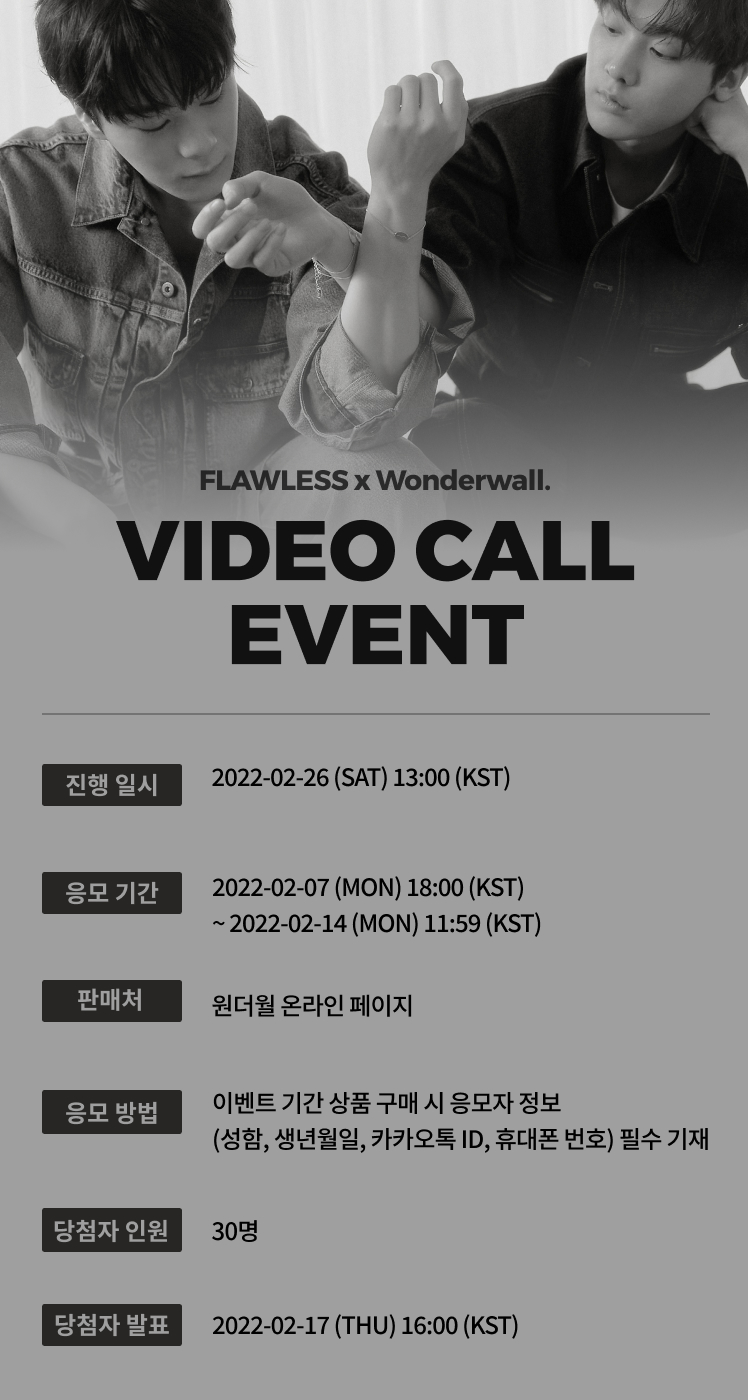 FLAWLESS x Wonderwall.
VIDEO CALL
EVENT
진행 일시
2022-02-26 (SAT) 13:00 (KST)
응모 기간
2022-02-07 (MON) 18:00 (KST)
~ 2022-02-14 (MON) 11:59 (KST)
판매처
원더월 온라인 페이지
응모 방법
이벤트 기간 상품 구매 시 응모자 정보
(성함, 생년월일, 카카오톡 ID, 휴대폰 번호) 필수 기재
당첨자 인원
30명
당첨자 발표
2022-02-17 (THU) 16:00 (KST)